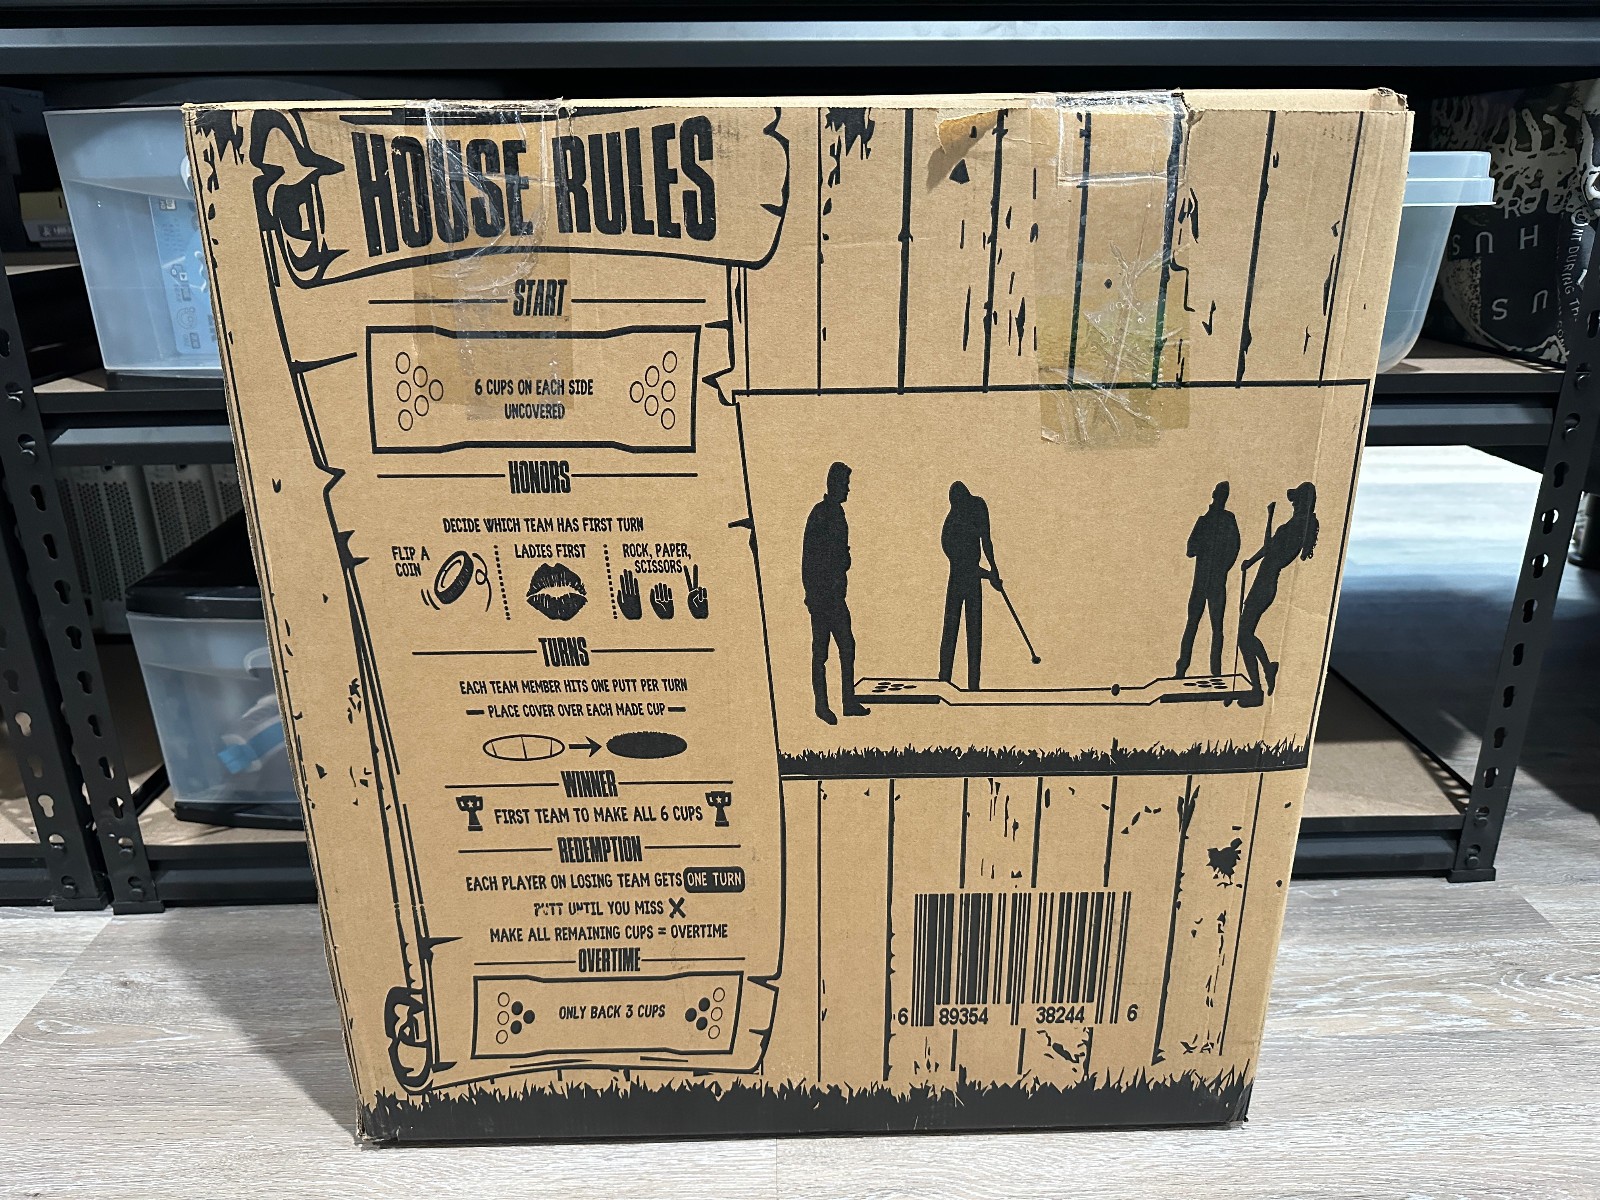 HOUSE RULES
START
6 CUPS ON EACH SIDE
UNCOVERED
HONORS
DECIDE WHICH TEAM HAS FIRST TURN
FLIP A
COIN
LADIES FIRST
ROCK, PAPER,
SCISSORS
TURNS
EACH TEAM MEMBER HITS ONE PUTT PER TURN
PLACE COVER OVER EACH MADE CUP
WINNER
FIRST TEAM TO MAKE ALL 6 CUPS
REDEMPTION
EACH PLAYER ON LOSING TEAM GETS ONE TURN
PUTT UNTIL YOU MISS
MAKE ALL REMAINING CUPS = OVERTIME
OVERTIME
ONLY BACK 3 CUPS
6 89354 38244 6